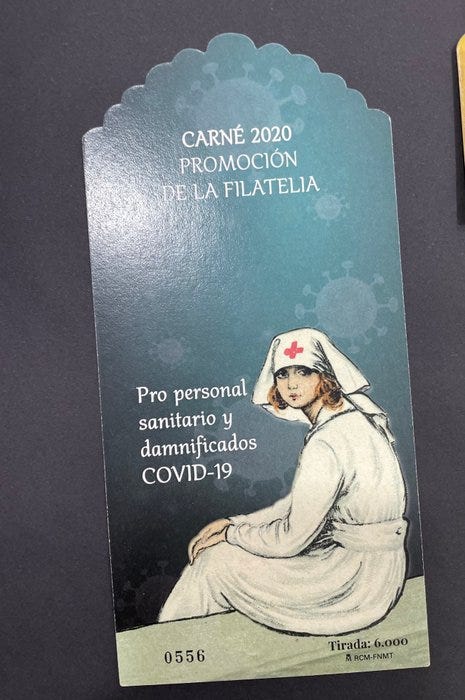 CARNÉ 2020
PROMOCIÓN
DE LA FILATELIA
Pro personal
sanitario y
damnificados
COVID-19
0556
Tirada: 6.000
RCM-FNMT